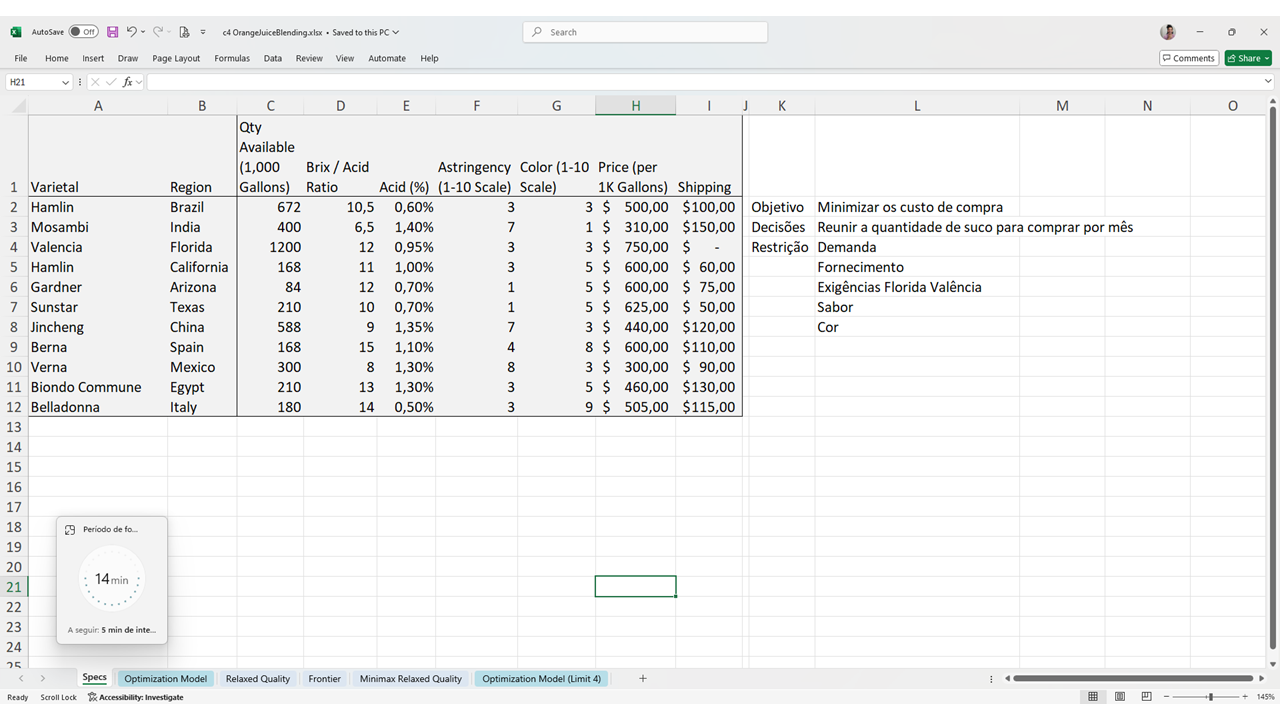 AutoSave Off c4 OrangeJuiceBlending.xlsx • Saved to this PC Search
File Home Insert Draw Page Layout Formulas Data Review View Automate Help Comments Share
H21 fx
A B C D E F G H I J K L M N O
1 Varietal Region Qty Available (1,000 Gallons) Brix / Acid Ratio Acid (%) Astringency (1-10 Scale) Color (1-10 Scale) Price (per 1K Gallons) Shipping
2 Hamlin Brazil 672 10,5 0,60% 3 3 $ 500,00 $100,00 Objetivo Minimizar os custo de compra
3 Mosambi India 400 6,5 1,40% 7 1 $ 310,00 $150,00 Decisões Reunir a quantidade de suco para comprar por mês
4 Valencia Florida 1200 12 0,95% 3 3 $ 750,00 $ - Restrição Demanda
5 Hamlin California 168 11 1,00% 3 5 $ 600,00 $ 60,00 Fornecimento
6 Gardner Arizona 84 12 0,70% 1 5 $ 600,00 $ 75,00 Exigências Florida Valência
7 Sunstar Texas 210 10 0,70% 1 5 $ 625,00 $ 50,00 Sabor
8 Jincheng China 588 9 1,35% 7 3 $ 440,00 $120,00 Cor
9 Berna Spain 168 15 1,10% 4 8 $ 600,00 $110,00
10 Verna Mexico 300 8 1,30% 8 3 $ 300,00 $ 90,00
11 Biondo Commune Egypt 210 13 1,30% 3 5 $ 460,00 $130,00
12 Belladonna Italy 180 14 0,50% 3 9 $ 505,00 $115,00
13
14
15
16
17
18
19
20
21
22
23
24
25
Período de fo...
14 min
A seguir: 5 min de inte...
Specs Optimization Model Relaxed Quality Frontier Minimax Relaxed Quality Optimization Model (Limit 4)
Ready Scroll Lock Accessibility: Investigate 145%